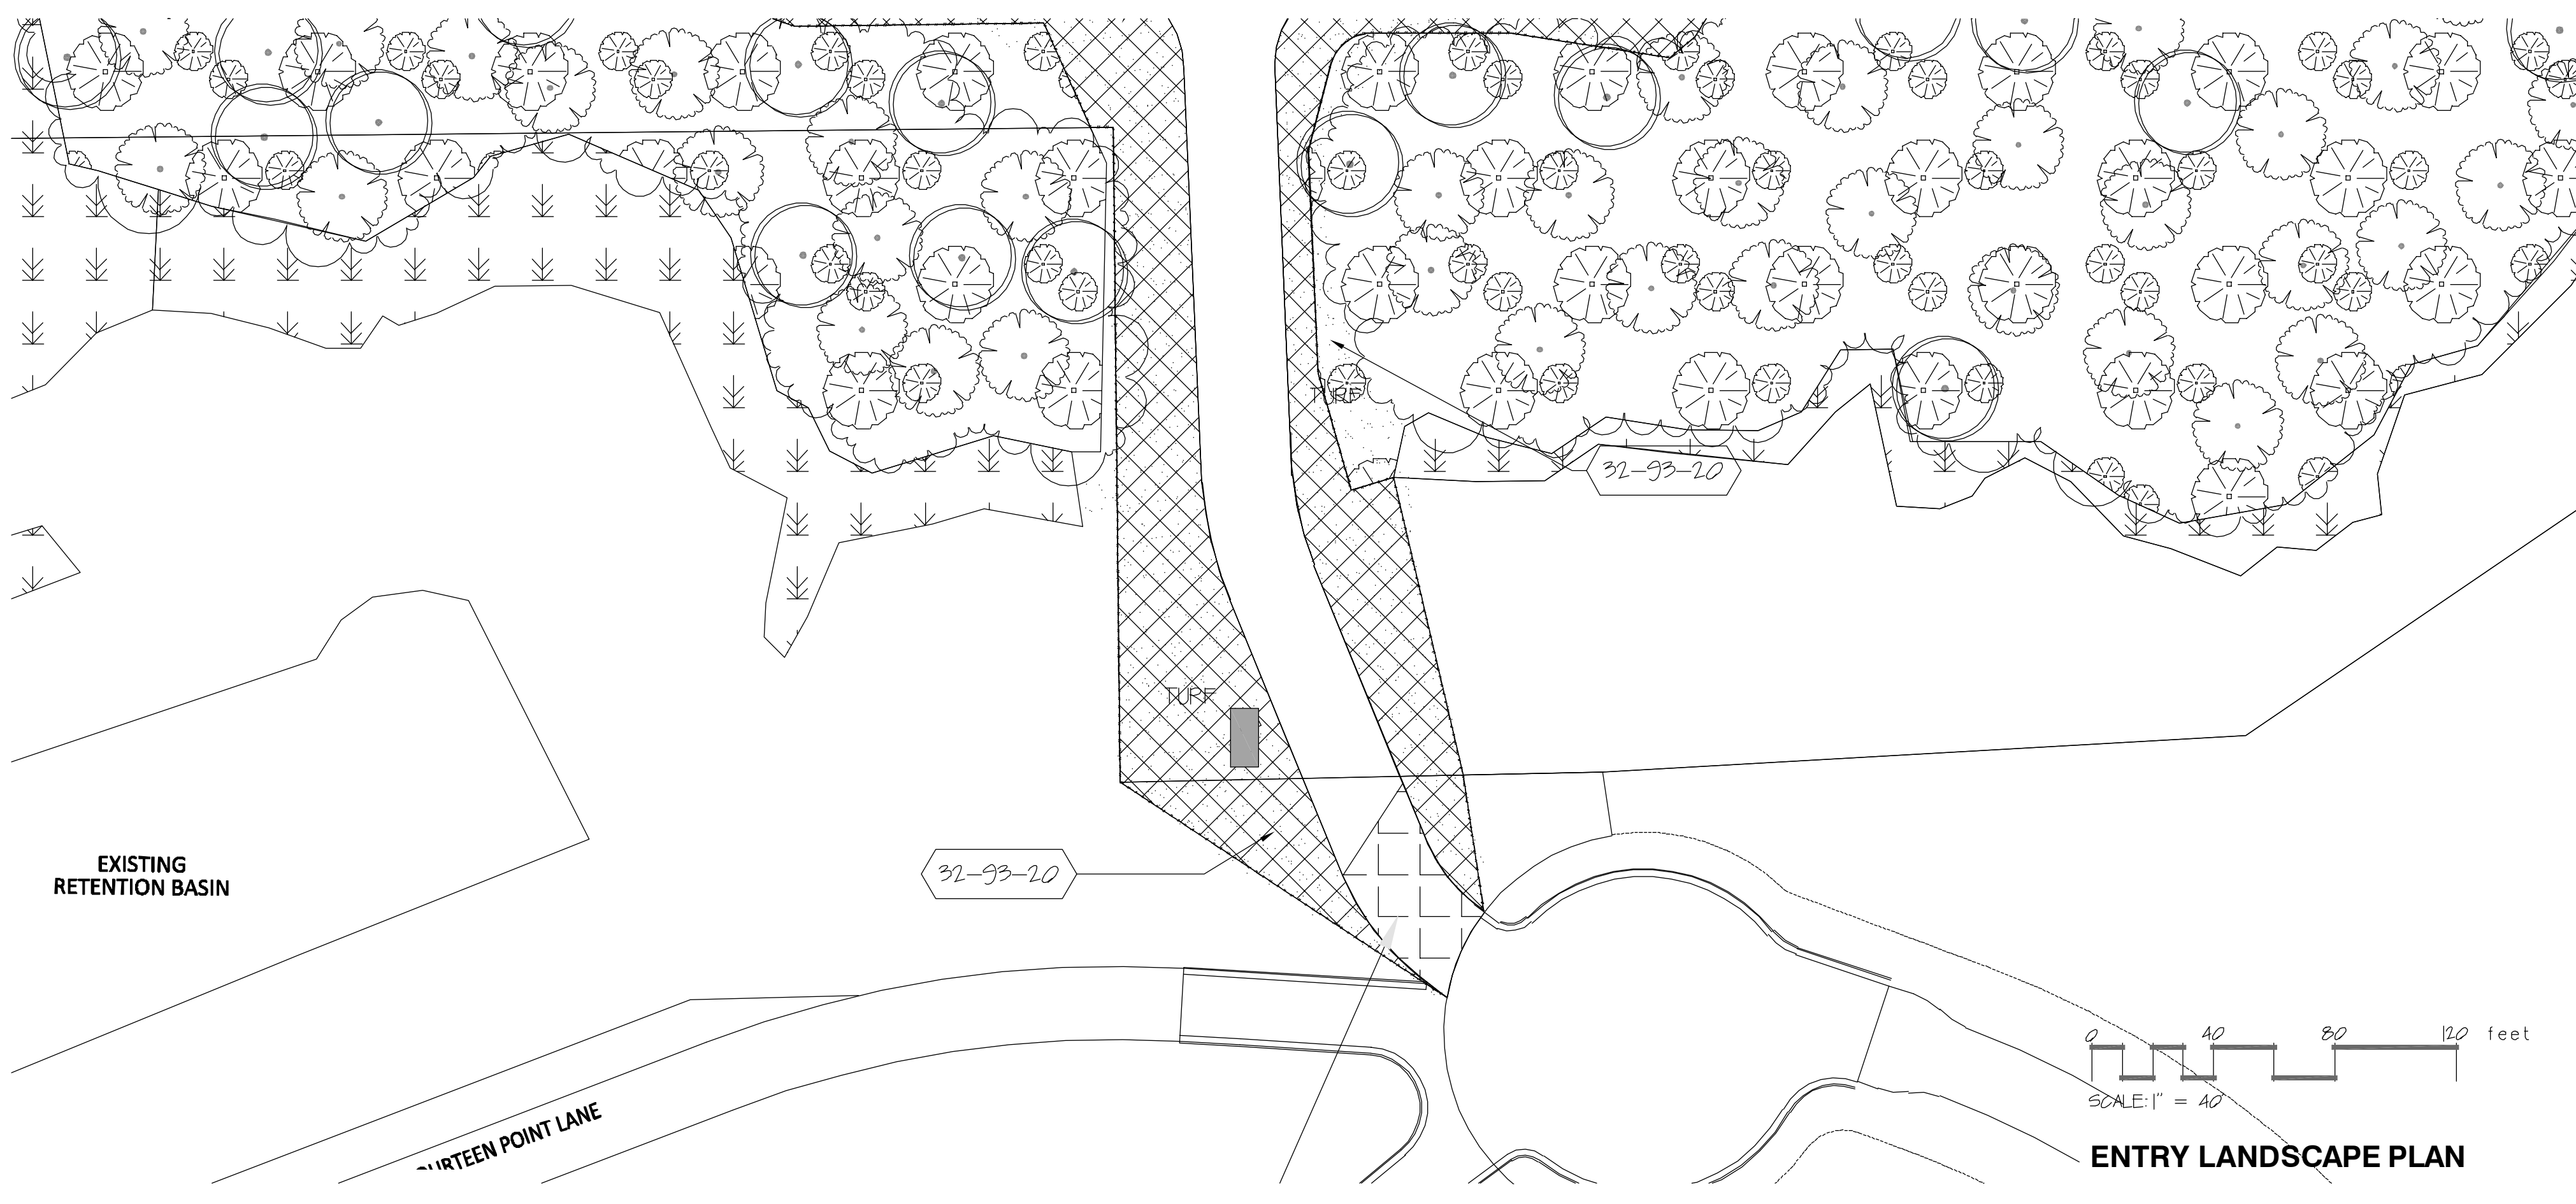 TURF
32-93-20
TURF
32-93-20
EXISTING
RETENTION BASIN
0 40 80 120 feet
SCALE: 1" = 40'
URTEEN POINT LANE
ENTRY LANDSCAPE PLAN